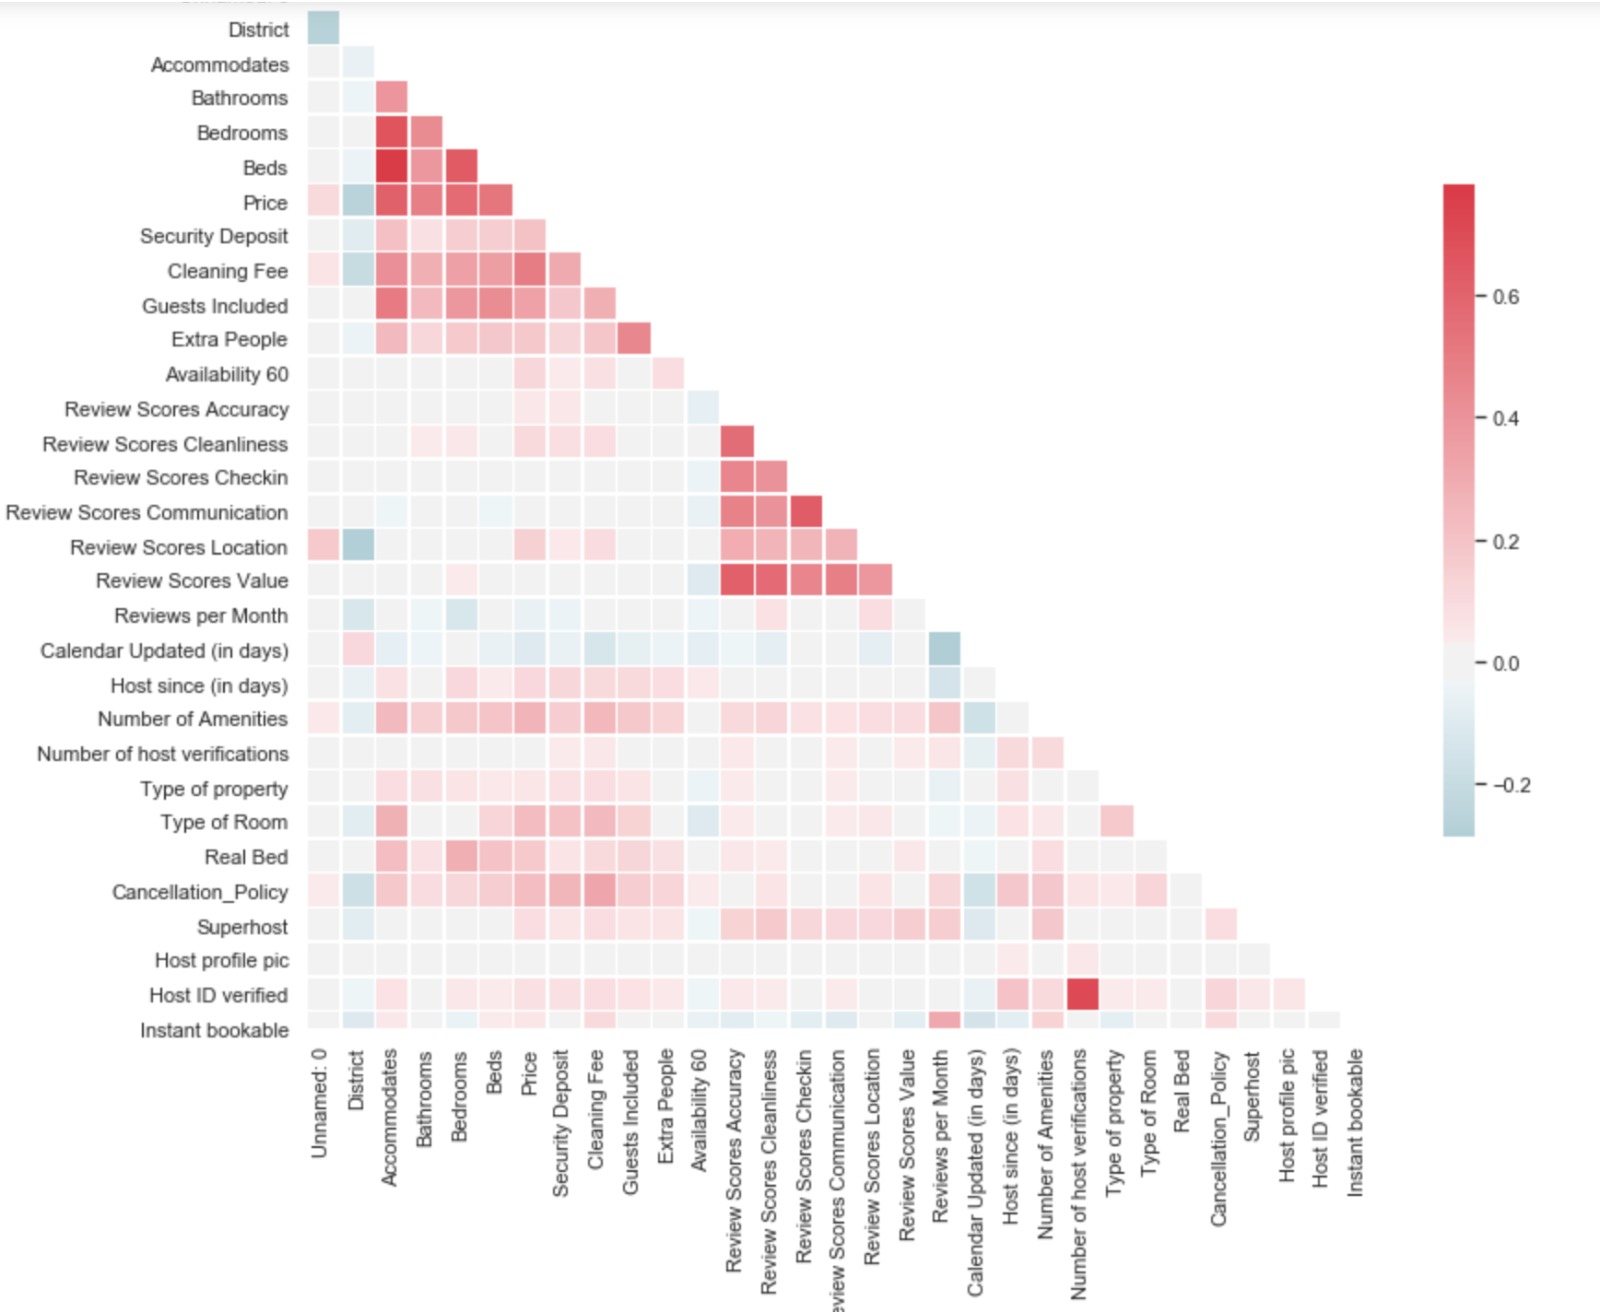 District
Accommodates
Bathrooms
Bedrooms
Beds
Price
Security Deposit
Cleaning Fee
Guests Included
Extra People
Availability 60
Review Scores Accuracy
Review Scores Cleanliness
Review Scores Checkin
Review Scores Communication
Review Scores Location
Review Scores Value
Reviews per Month
Calendar Updated (in days)
Host since (in days)
Number of Amenities
Number of host verifications
Type of property
Type of Room
Real Bed
Cancellation_Policy
Superhost
Host profile pic
Host ID verified
Instant bookable
0.6
0.4
0.2
0.0
−0.2
Unnamed: 0
District
Accommodates
Bathrooms
Bedrooms
Beds
Price
Security Deposit
Cleaning Fee
Guests Included
Extra People
Availability 60
Review Scores Accuracy
Review Scores Cleanliness
Review Scores Checkin
eview Scores Communication
Review Scores Location
Review Scores Value
Reviews per Month
Calendar Updated (in days)
Host since (in days)
Number of Amenities
Number of host verifications
Type of property
Type of Room
Real Bed
Cancellation_Policy
Superhost
Host profile pic
Host ID verified
Instant bookable